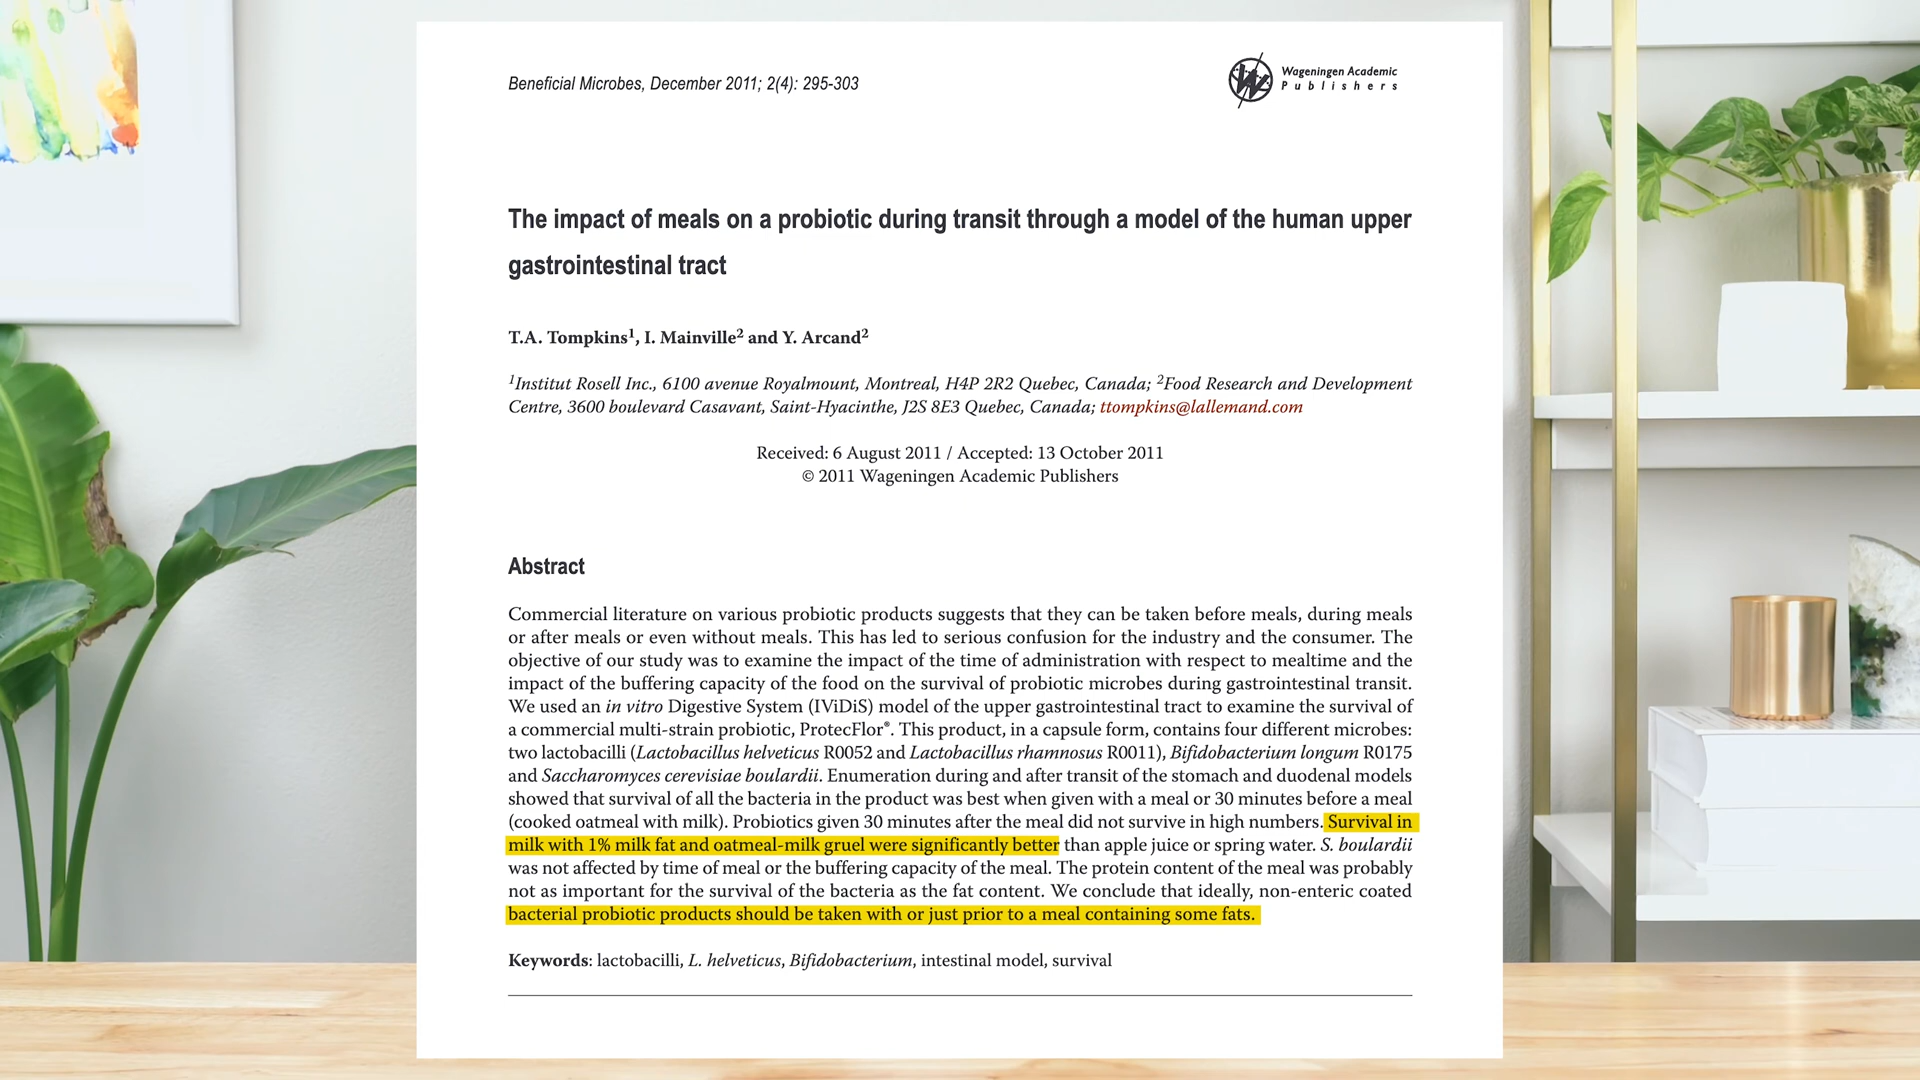 Beneficial Microbes, December 2011; 2(4): 295-303
Wageningen Academic
Publishers
The impact of meals on a probiotic during transit through a model of the human upper
gastrointestinal tract
T.A. Tompkins1, I. Mainville2 and Y. Arcand2
1Institut Rosell Inc., 6100 avenue Royalmount, Montreal, H4P 2R2 Quebec, Canada; 2Food Research and Development
Centre, 3600 boulevard Casavant, Saint-Hyacinthe, J2S 8E3 Quebec, Canada; ttompkins@lallemand.com
Received: 6 August 2011 / Accepted: 13 October 2011
© 2011 Wageningen Academic Publishers
Abstract
Commercial literature on various probiotic products suggests that they can be taken before meals, during meals
or after meals or even without meals. This has led to serious confusion for the industry and the consumer. The
objective of our study was to examine the impact of the time of administration with respect to mealtime and the
impact of the buffering capacity of the food on the survival of probiotic microbes during gastrointestinal transit.
We used an in vitro Digestive System (IViDiS) model of the upper gastrointestinal tract to examine the survival of
a commercial multi-strain probiotic, ProtecFlor®. This product, in a capsule form, contains four different microbes:
two lactobacilli (Lactobacillus helveticus R0052 and Lactobacillus rhamnosus R0011), Bifidobacterium longum R0175
and Saccharomyces cerevisiae boulardii. Enumeration during and after transit of the stomach and duodenal models
showed that survival of all the bacteria in the product was best when given with a meal or 30 minutes before a meal
(cooked oatmeal with milk). Probiotics given 30 minutes after the meal did not survive in high numbers. Survival in
milk with 1% milk fat and oatmeal-milk gruel were significantly better than apple juice or spring water. S. boulardii
was not affected by time of meal or the buffering capacity of the meal. The protein content of the meal was probably
not as important for the survival of the bacteria as the fat content. We conclude that ideally, non-enteric coated
bacterial probiotic products should be taken with or just prior to a meal containing some fats.
Keywords: lactobacilli, L. helveticus, Bifidobacterium, intestinal model, survival